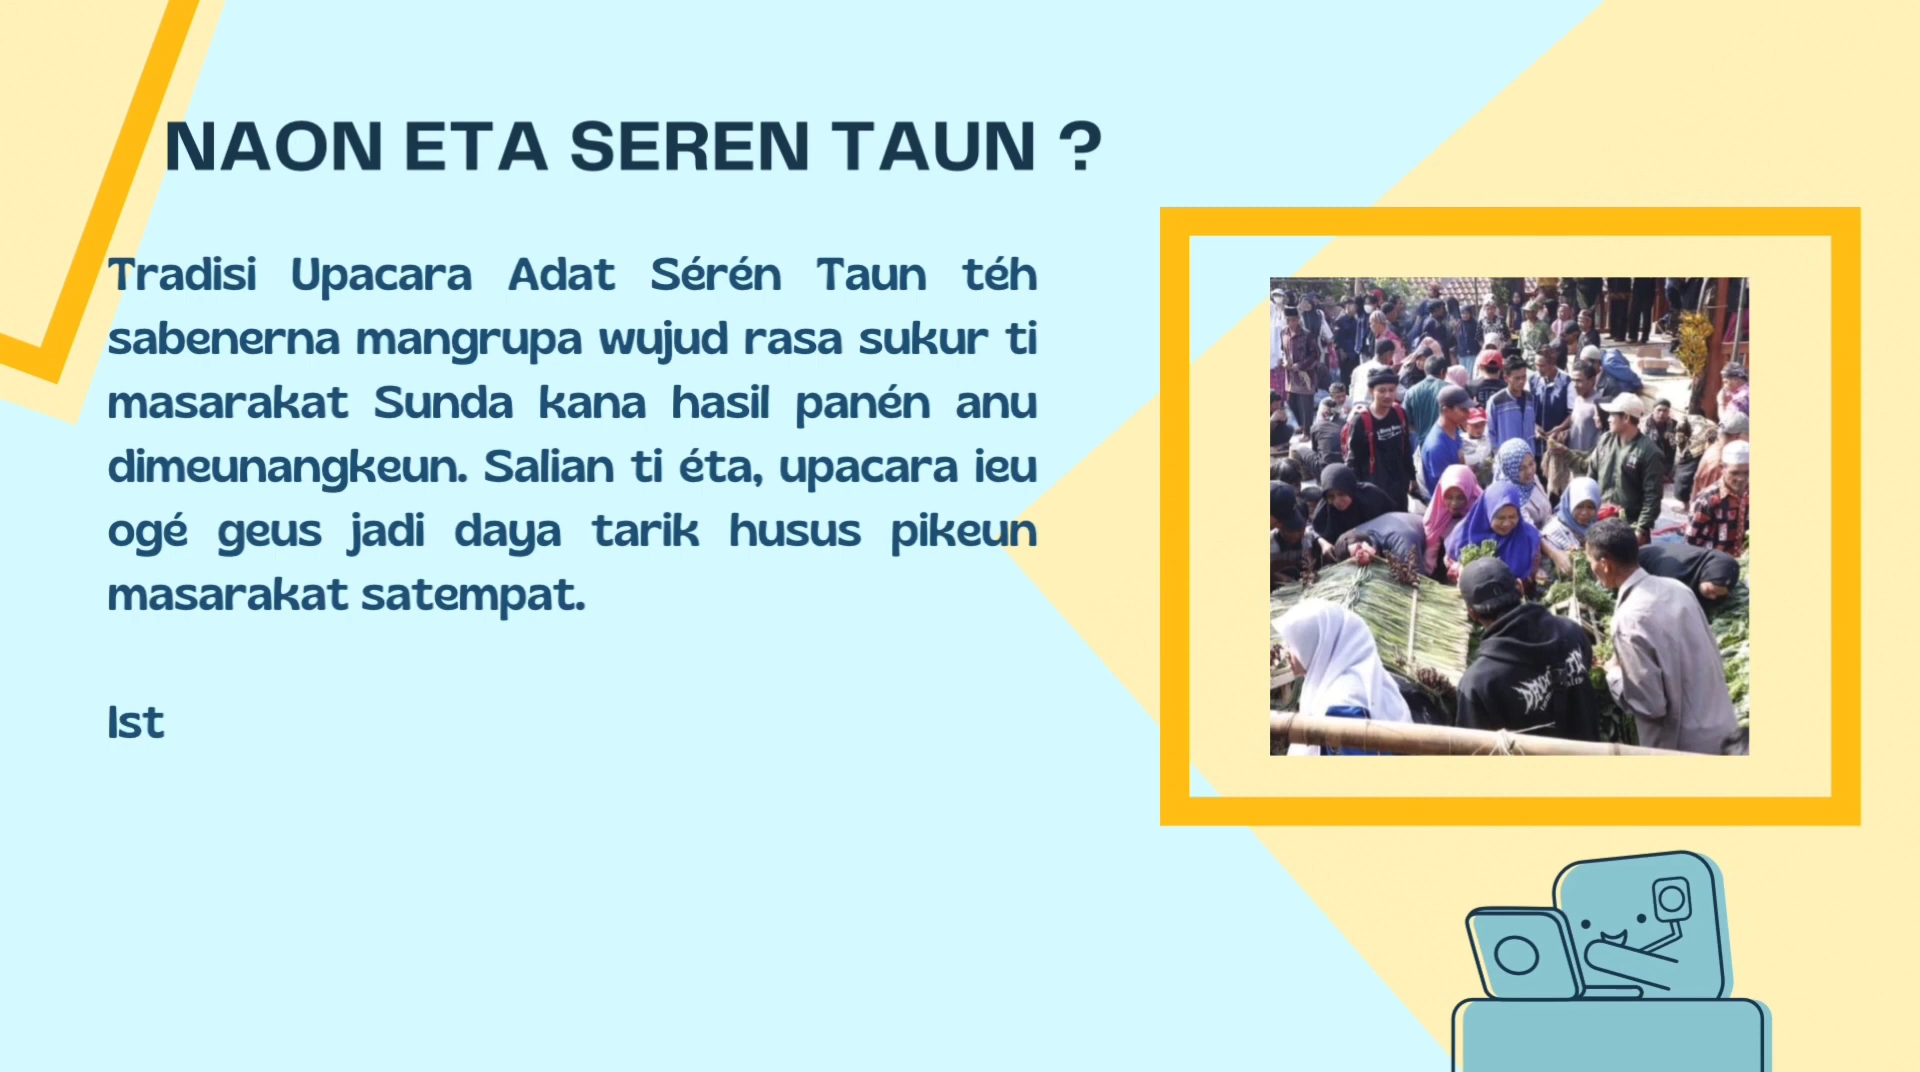 NAON ETA SEREN TAUN ?
Tradisi Upacara Adat Sérén Taun téh
sabenerna mangrupa wujud rasa sukur ti
masarakat Sunda kana hasil panén anu
dimeunangkeun. Salian ti éta, upacara ieu
ogé geus jadi daya tarik husus pikeun
masarakat satempat.
Ist